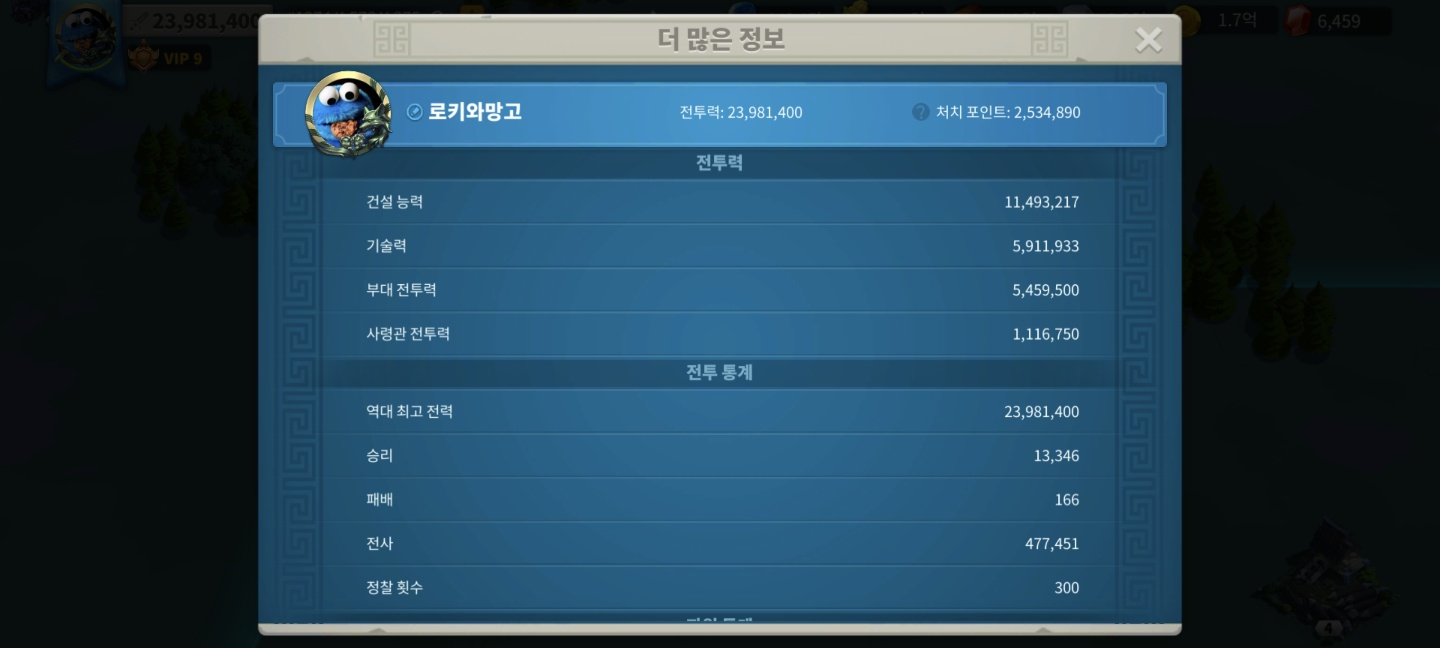 더 많은 정보
23,981,400
VIP 9
1.7억
6,459
로키와망고
전투력: 23,981,400
처치 포인트: 2,534,890
전투력
건설 능력 11,493,217
기술력 5,911,933
부대 전투력 5,459,500
사령관 전투력 1,116,750
전투 통계
역대 최고 전력 23,981,400
승리 13,346
패배 166
전사 477,451
정찰 횟수 300
4